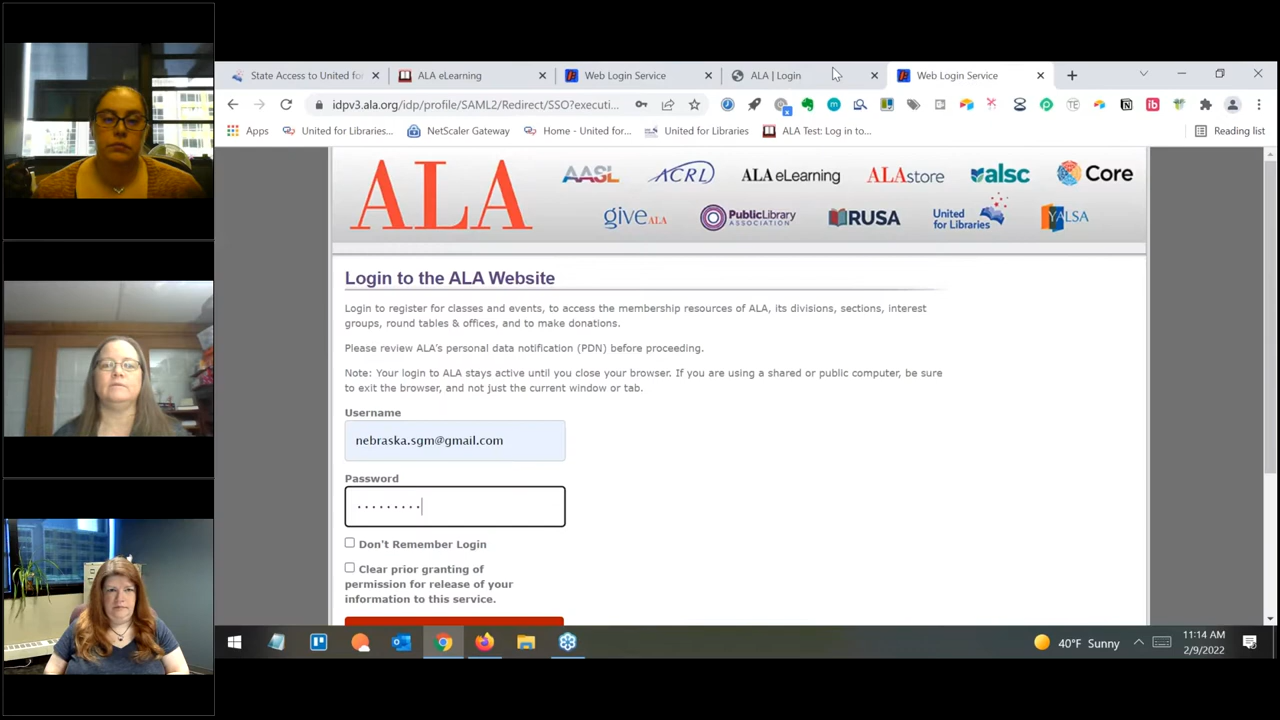 State Access to United fo
ALA eLearning
Web Login Service
ALA | Login
Web Login Service
idpv3.ala.org/idp/profile/SAML2/Redirect/SSO?executi...
Apps
United for Libraries...
NetScaler Gateway
Home - United for...
United for Libraries
ALA Test: Log in to...
Reading list
ALA
AASL
ACRL
ALA eLearning
ALAstore
alsc
Core
give ALA
PUBLIC LIBRARY
ASSOCIATION
RUSA
United
for Libraries
YALSA
Login to the ALA Website
Login to register for classes and events, to access the membership resources of ALA, its divisions, sections, interest
groups, round tables & offices, and to make donations.
Please review ALA's personal data notification (PDN) before proceeding.
Note: Your login to ALA stays active until you close your browser. If you are using a shared or public computer, be sure
to exit the browser, and not just the current window or tab.
Username
nebraska.sgm@gmail.com
Password
Don't Remember Login
Clear prior granting of
permission for release of your
information to this service.
40°F Sunny
11:14 AM
2/9/2022